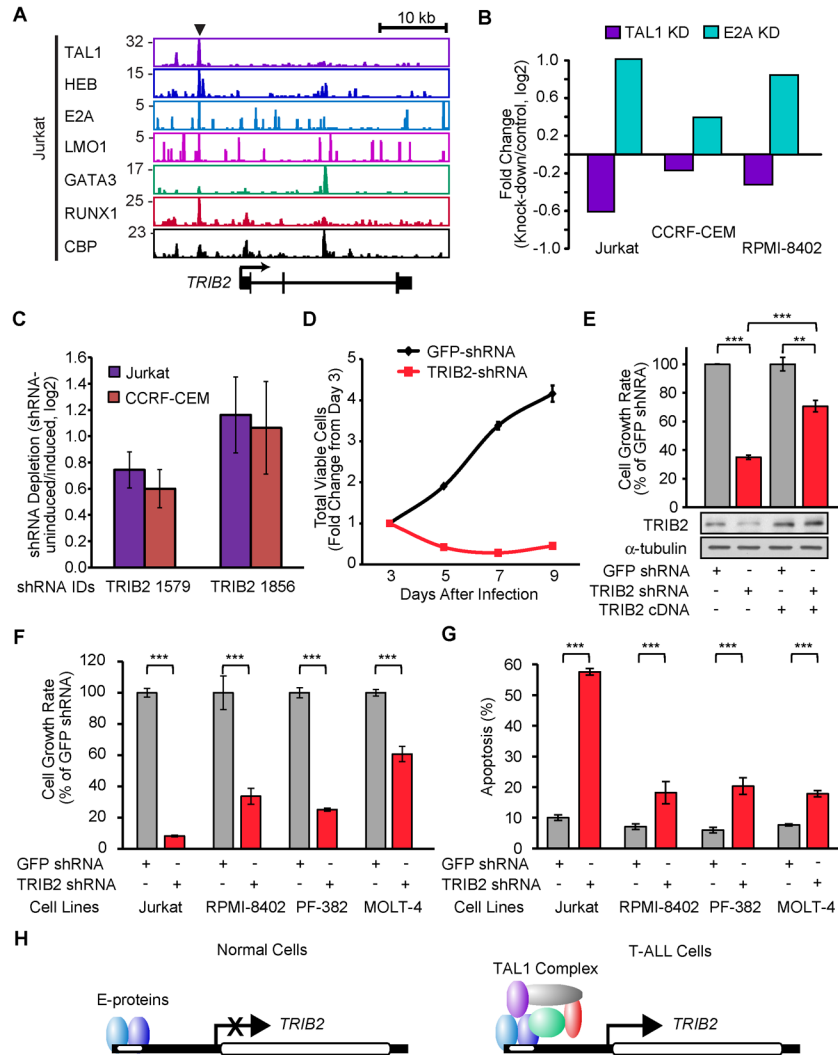 A
10 kb
Jurkat
TAL1 32
HEB 15
E2A 5
LMO1 5
GATA3 17
RUNX1 25
CBP 23
TRIB2
B
TAL1 KD E2A KD
Fold Change
(Knock-down/control, log2)
1.0
0.6
0.2
-0.2
-0.6
-1.0
Jurkat
CCRF-CEM
RPMI-8402
C
shRNA Depletion (shRNA-
uninduced/induced, log2)
1.6
1.4
1.2
1.0
0.8
0.6
0.4
0.2
0.0
Jurkat
CCRF-CEM
shRNA IDs TRIB2 1579 TRIB2 1856
D
GFP-shRNA
TRIB2-shRNA
Total Viable Cells
(Fold Change from Day 3)
5
4
3
2
1
0
3 5 7 9
Days After Infection
E
***
*** **
Cell Growth Rate
(% of GFP shNRA)
100
80
60
40
20
0
TRIB2
α-tubulin
GFP shRNA + - + -
TRIB2 shRNA - + - +
TRIB2 cDNA - - + +
F
*** *** *** ***
Cell Growth Rate
(% of GFP shRNA)
120
100
80
60
40
20
0
GFP shRNA + - + - + - + -
TRIB2 shRNA - + - + - + - +
Cell Lines Jurkat RPMI-8402 PF-382 MOLT-4
G
*** *** *** ***
Apoptosis (%)
60
50
40
30
20
10
0
GFP shRNA + - + - + - + -
TRIB2 shRNA - + - + - + - +
Cell Lines Jurkat RPMI-8402 PF-382 MOLT-4
H
Normal Cells
E-proteins
X
TRIB2
T-ALL Cells
TAL1 Complex
TRIB2